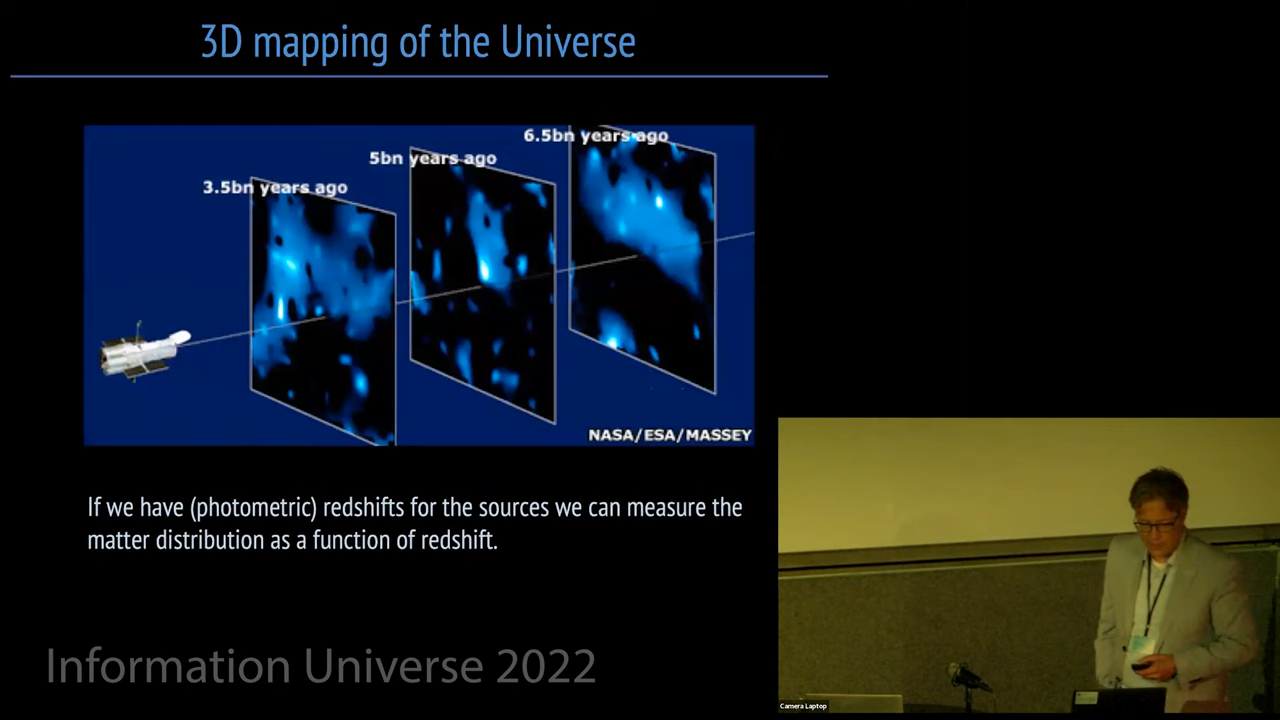 3D mapping of the Universe
6.5bn years ago
5bn years ago
3.5bn years ago
NASA/ESA/MASSEY
If we have (photometric) redshifts for the sources we can measure the
matter distribution as a function of redshift.
Information Universe 2022
Camera Laptop